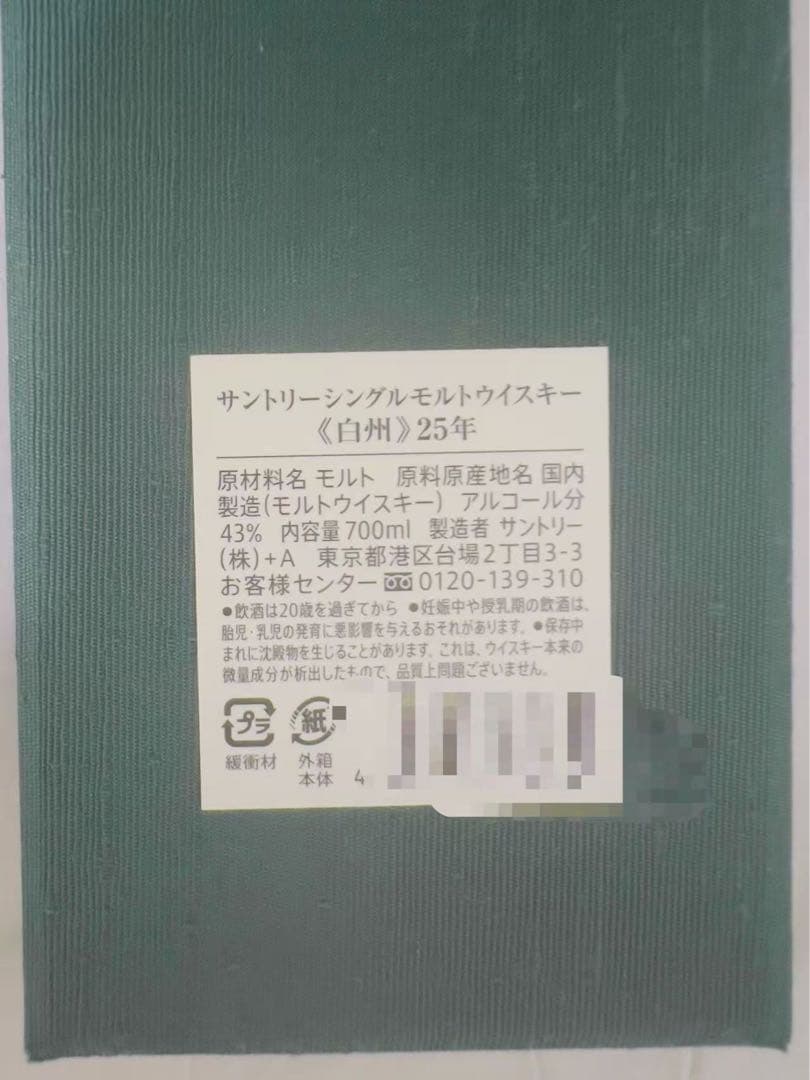 サントリーシングルモルトウイスキー
《白州》25年
原材料名 モルト 原料原産地名 国内
製造(モルトウイスキー) アルコール分
43% 内容量700ml 製造者 サントリー
(株)+A 東京都港区台場2丁目3-3
お客様センター 0120-139-310
●飲酒は20歳を過ぎてから ●妊娠中や授乳期の飲酒は、
胎児・乳児の発育に悪影響を与えるおそれがあります。●保存中
まれに沈殿物を生じることがあります。これは、ウイスキー本来の
微量成分が析出したもので、品質上問題ございません。
プラ 紙
緩衝材 外箱
本体 4